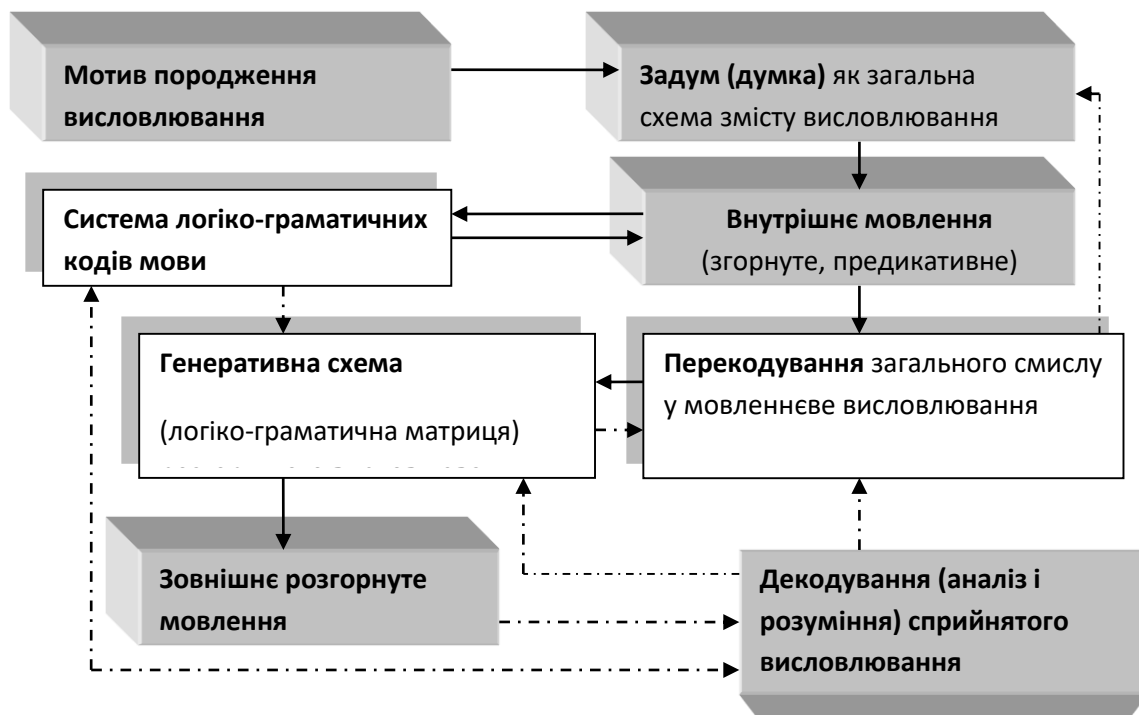 Мотив породження
висловлювання
Задум (думка) як загальна
схема змісту висловлювання
Система логіко-граматичних
кодів мови
Внутрішнє мовлення
(згорнуте, предикативне)
Генеративна схема
(логіко-граматична матриця)
Перекодування загального смислу
у мовленнєве висловлювання
Зовнішнє розгорнуте
мовлення
Декодування (аналіз і
розуміння) сприйнятого
висловлювання